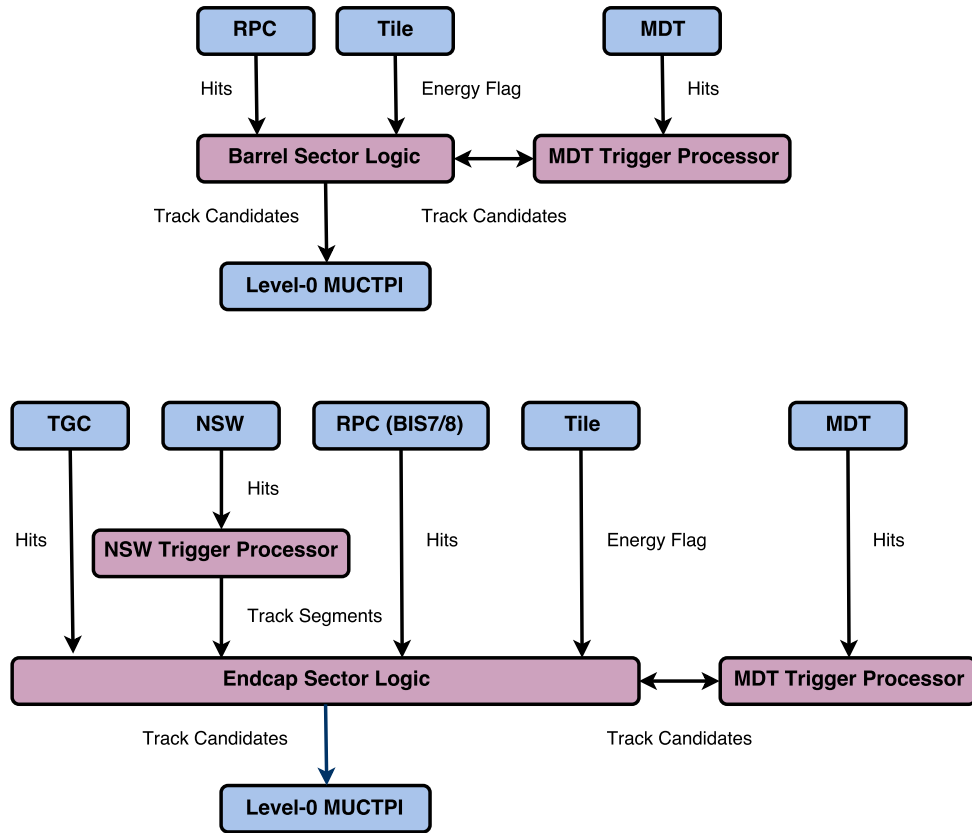 RPC
Tile
MDT
Hits
Energy Flag
Hits
Barrel Sector Logic
MDT Trigger Processor
Track Candidates
Track Candidates
Level-0 MUCTPI
TGC
NSW
RPC (BIS7/8)
Tile
MDT
Hits
Hits
NSW Trigger Processor
Hits
Energy Flag
Hits
Track Segments
Endcap Sector Logic
MDT Trigger Processor
Track Candidates
Track Candidates
Level-0 MUCTPI